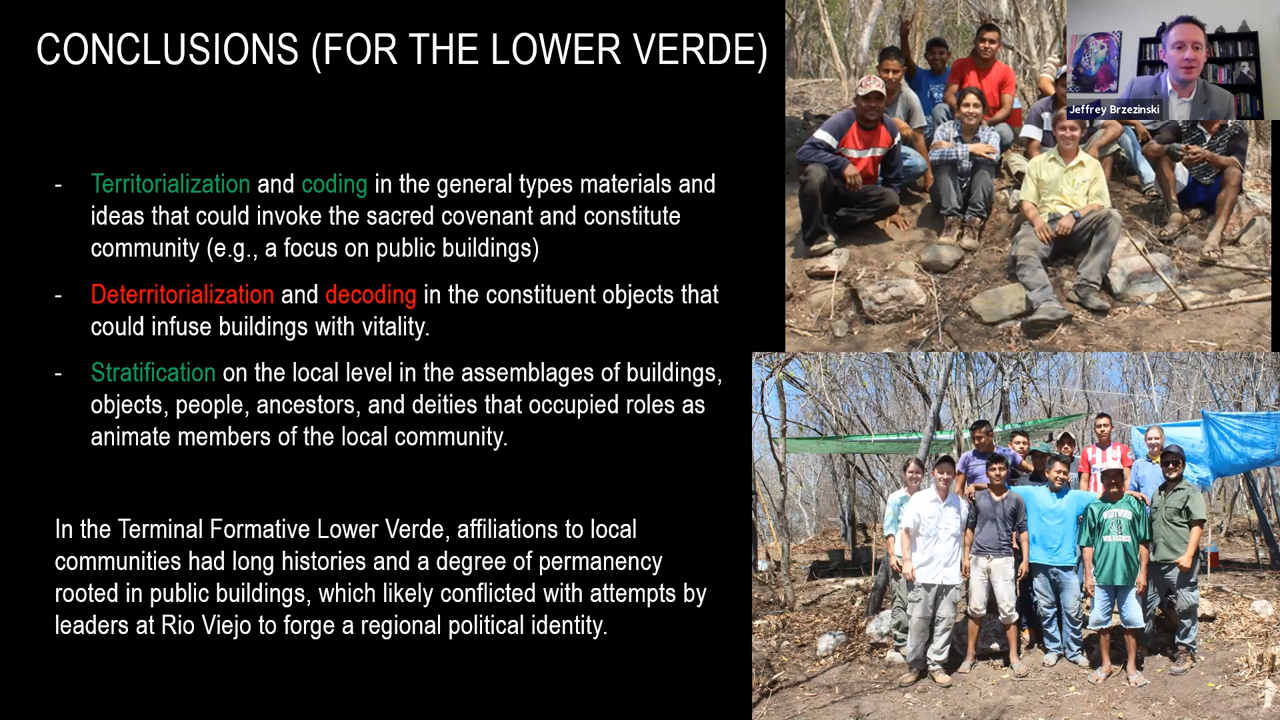 CONCLUSIONS (FOR THE LOWER VERDE)
Jeffrey Brzezinski
- Territorialization and coding in the general types materials and
ideas that could invoke the sacred covenant and constitute
community (e.g., a focus on public buildings)
- Deterritorialization and decoding in the constituent objects that
could infuse buildings with vitality.
- Stratification on the local level in the assemblages of buildings,
objects, people, ancestors, and deities that occupied roles as
animate members of the local community.
In the Terminal Formative Lower Verde, affiliations to local
communities had long histories and a degree of permanency
rooted in public buildings, which likely conflicted with attempts by
leaders at Rio Viejo to forge a regional political identity.
WESTWOOD